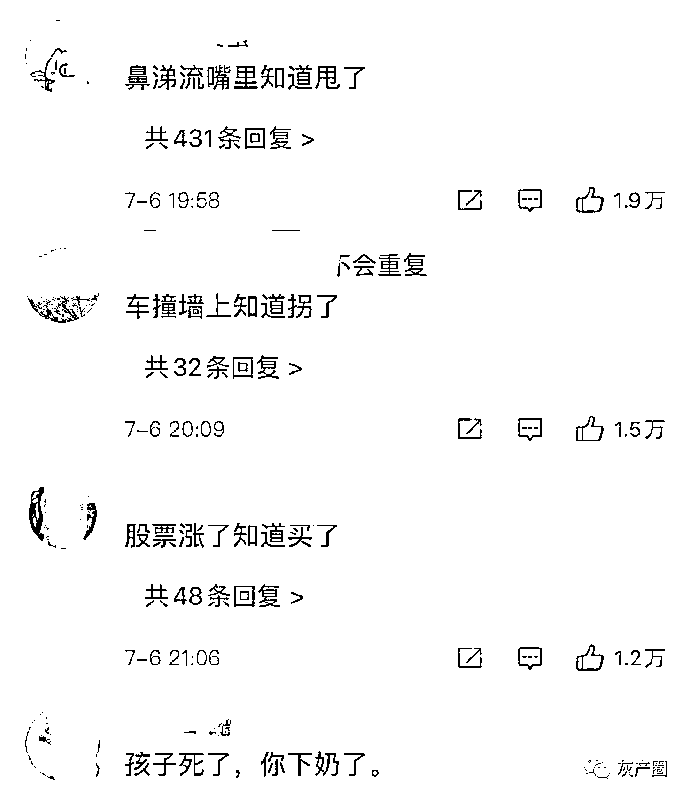 鼻涕流嘴里知道甩了
共431条回复 >
7-6 19:58 1.9万
会重复
车撞墙上知道拐了
共32条回复 >
7-6 20:09 1.5万
股票涨了知道买了
共48条回复 >
7-6 21:06 1.2万
孩子死了，你下奶了。
灰产圈